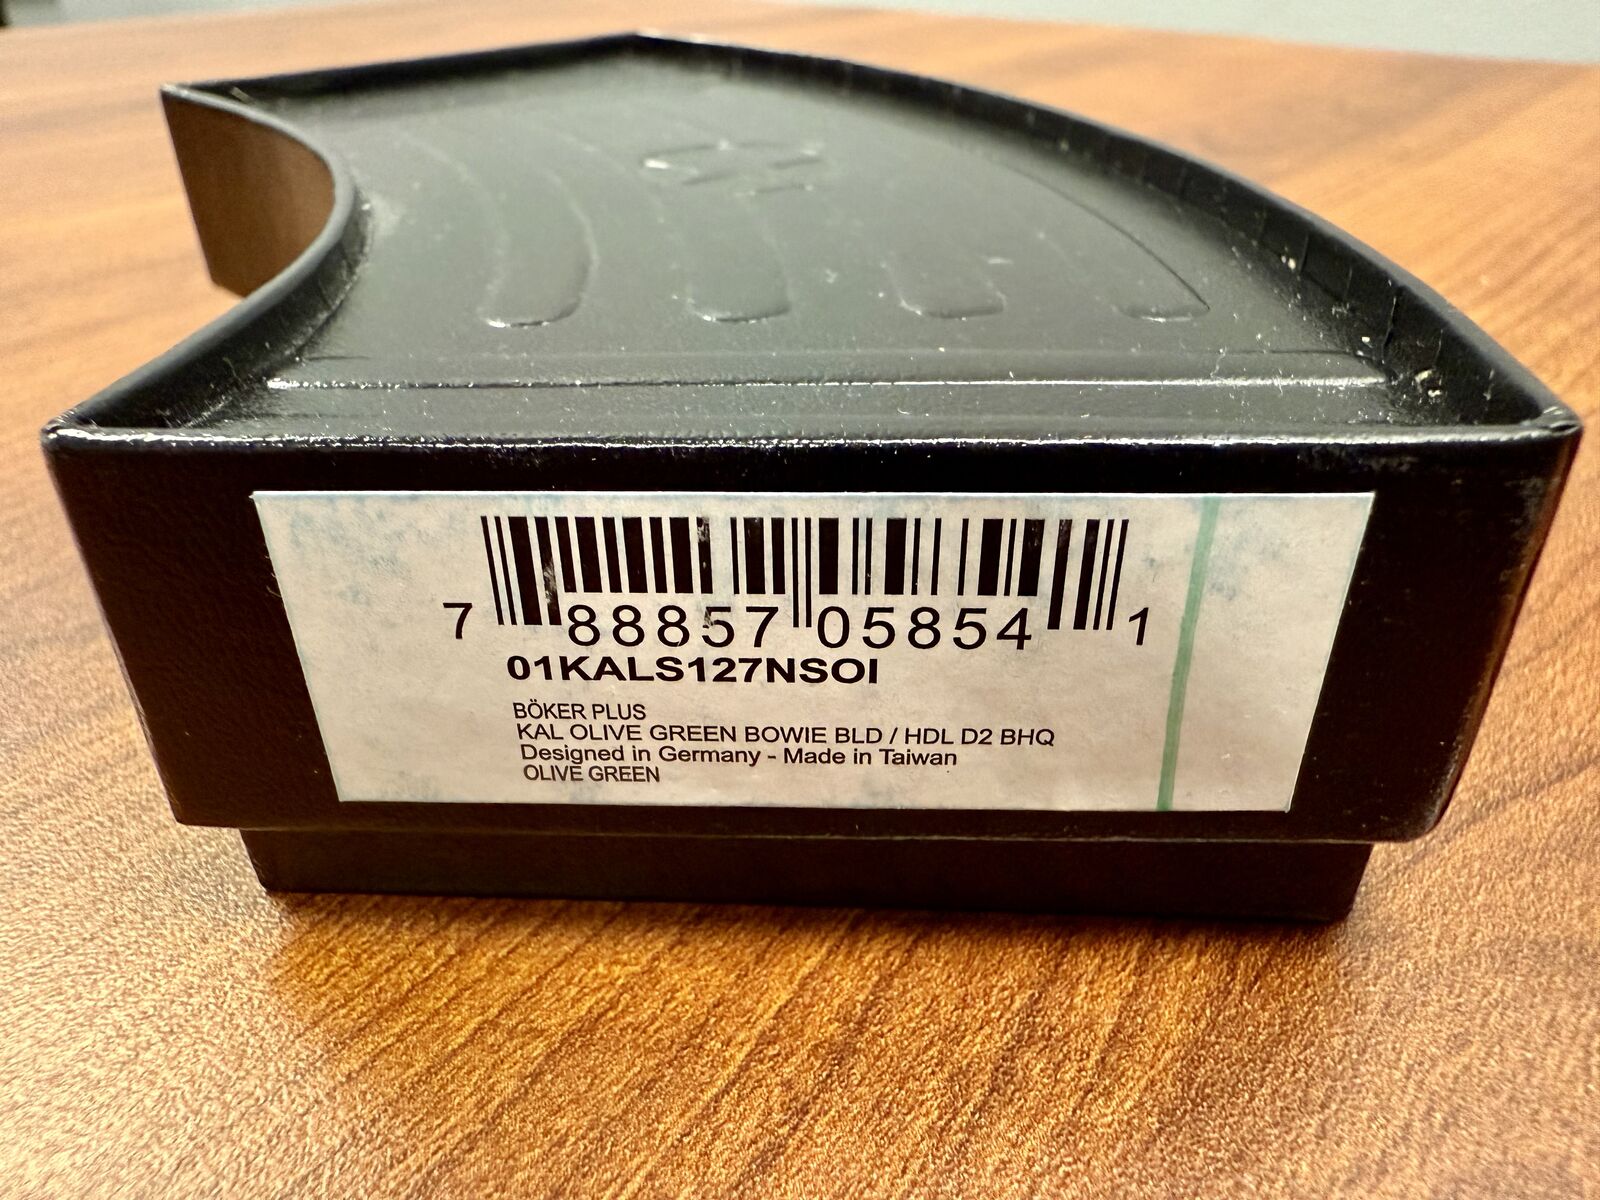 7 88857 05854 1
01KALS127NSOI
BÖKER PLUS
KAL OLIVE GREEN BOWIE BLD / HDL D2 BHQ
Designed in Germany - Made in Taiwan
OLIVE GREEN